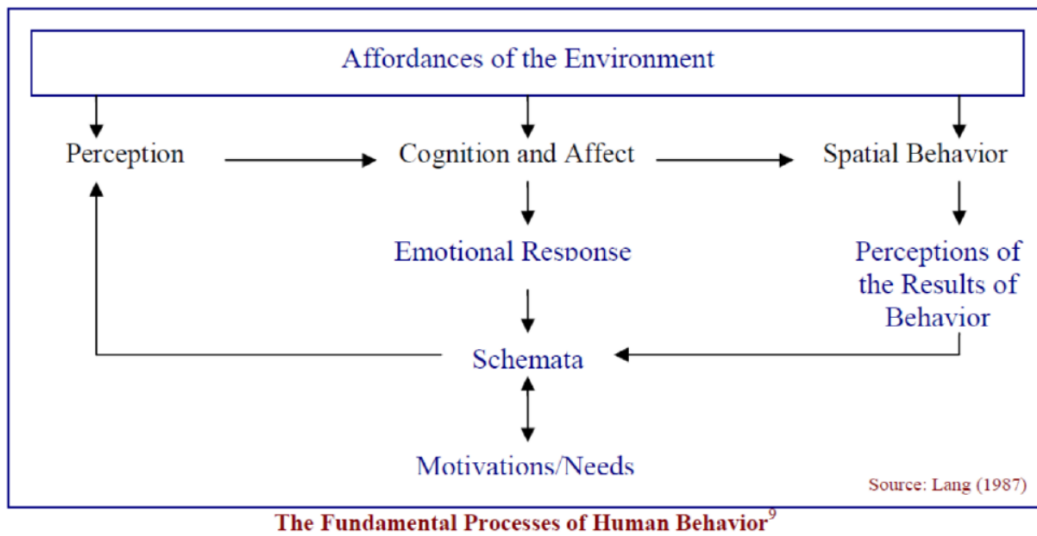 Affordances of the Environment
Perception
Cognition and Affect
Spatial Behavior
Emotional Response
Perceptions of
the Results of
Behavior
Schemata
Motivations/Needs
Source: Lang (1987)
The Fundamental Processes of Human Behavior⁹